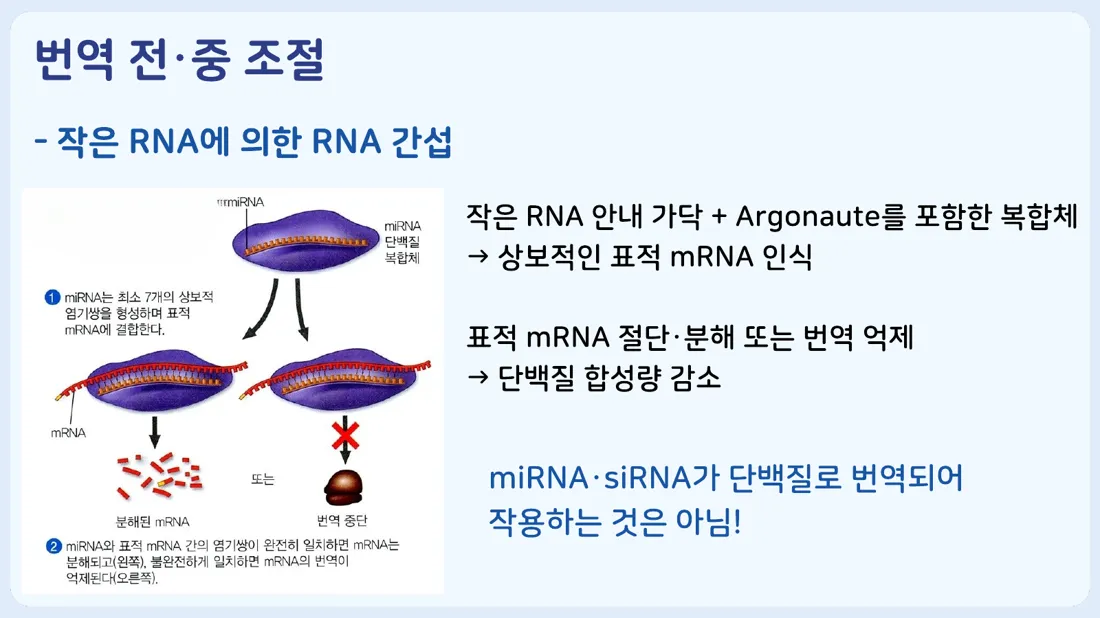 번역 전·중 조절
- 작은 RNA에 의한 RNA 간섭
miRNA
miRNA
단백질
복합체
1 miRNA는 최소 7개의 상보적
염기쌍을 형성하며 표적
mRNA에 결합한다.
mRNA
또는
분해된 mRNA
번역 중단
2 miRNA와 표적 mRNA 간의 염기쌍이 완전히 일치하면 mRNA는
분해되고(왼쪽), 불완전하게 일치하면 mRNA의 번역이
억제된다(오른쪽).
작은 RNA 안내 가닥 + Argonaute를 포함한 복합체
→ 상보적인 표적 mRNA 인식
표적 mRNA 절단·분해 또는 번역 억제
→ 단백질 합성량 감소
miRNA·siRNA가 단백질로 번역되어
작용하는 것은 아님!